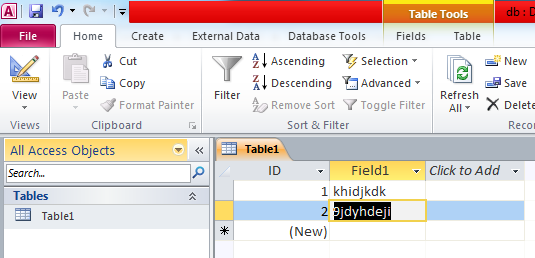 Table Tools
db : D
File Home Create External Data Database Tools Fields Table
View
Views
Paste
Cut
Copy
Format Painter
Clipboard
Filter
Ascending
Descending
Remove Sort
Selection
Advanced
Toggle Filter
Sort & Filter
Refresh
All
New
Save
Delete
Reco
All Access Objects
Search...
Tables
Table1
Table1
ID Field1 Click to Add
1 khidjkdk
2 9jdyhdeji
* (New)